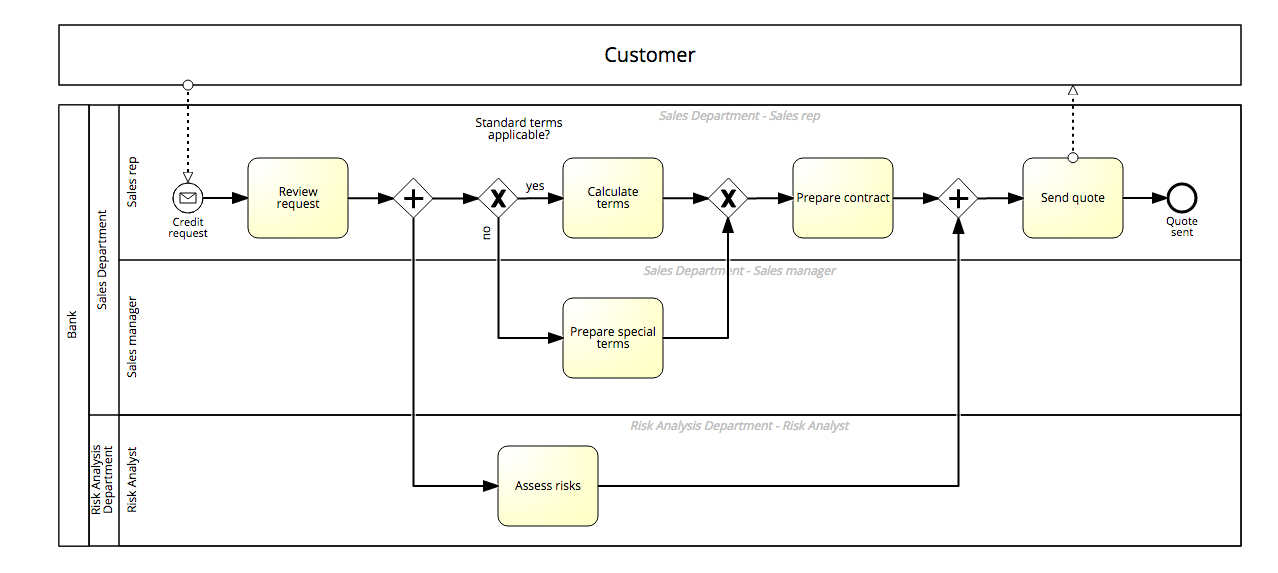 Customer
Bank
Sales Department
Sales rep
Sales Department - Sales rep
Credit
request
Review
request
Standard terms
applicable?
yes
no
Calculate
terms
Prepare contract
Send quote
Quote
sent
Sales manager
Sales Department - Sales manager
Prepare special
terms
Risk Analysis
Department
Risk Analyst
Risk Analysis Department - Risk Analyst
Assess risks